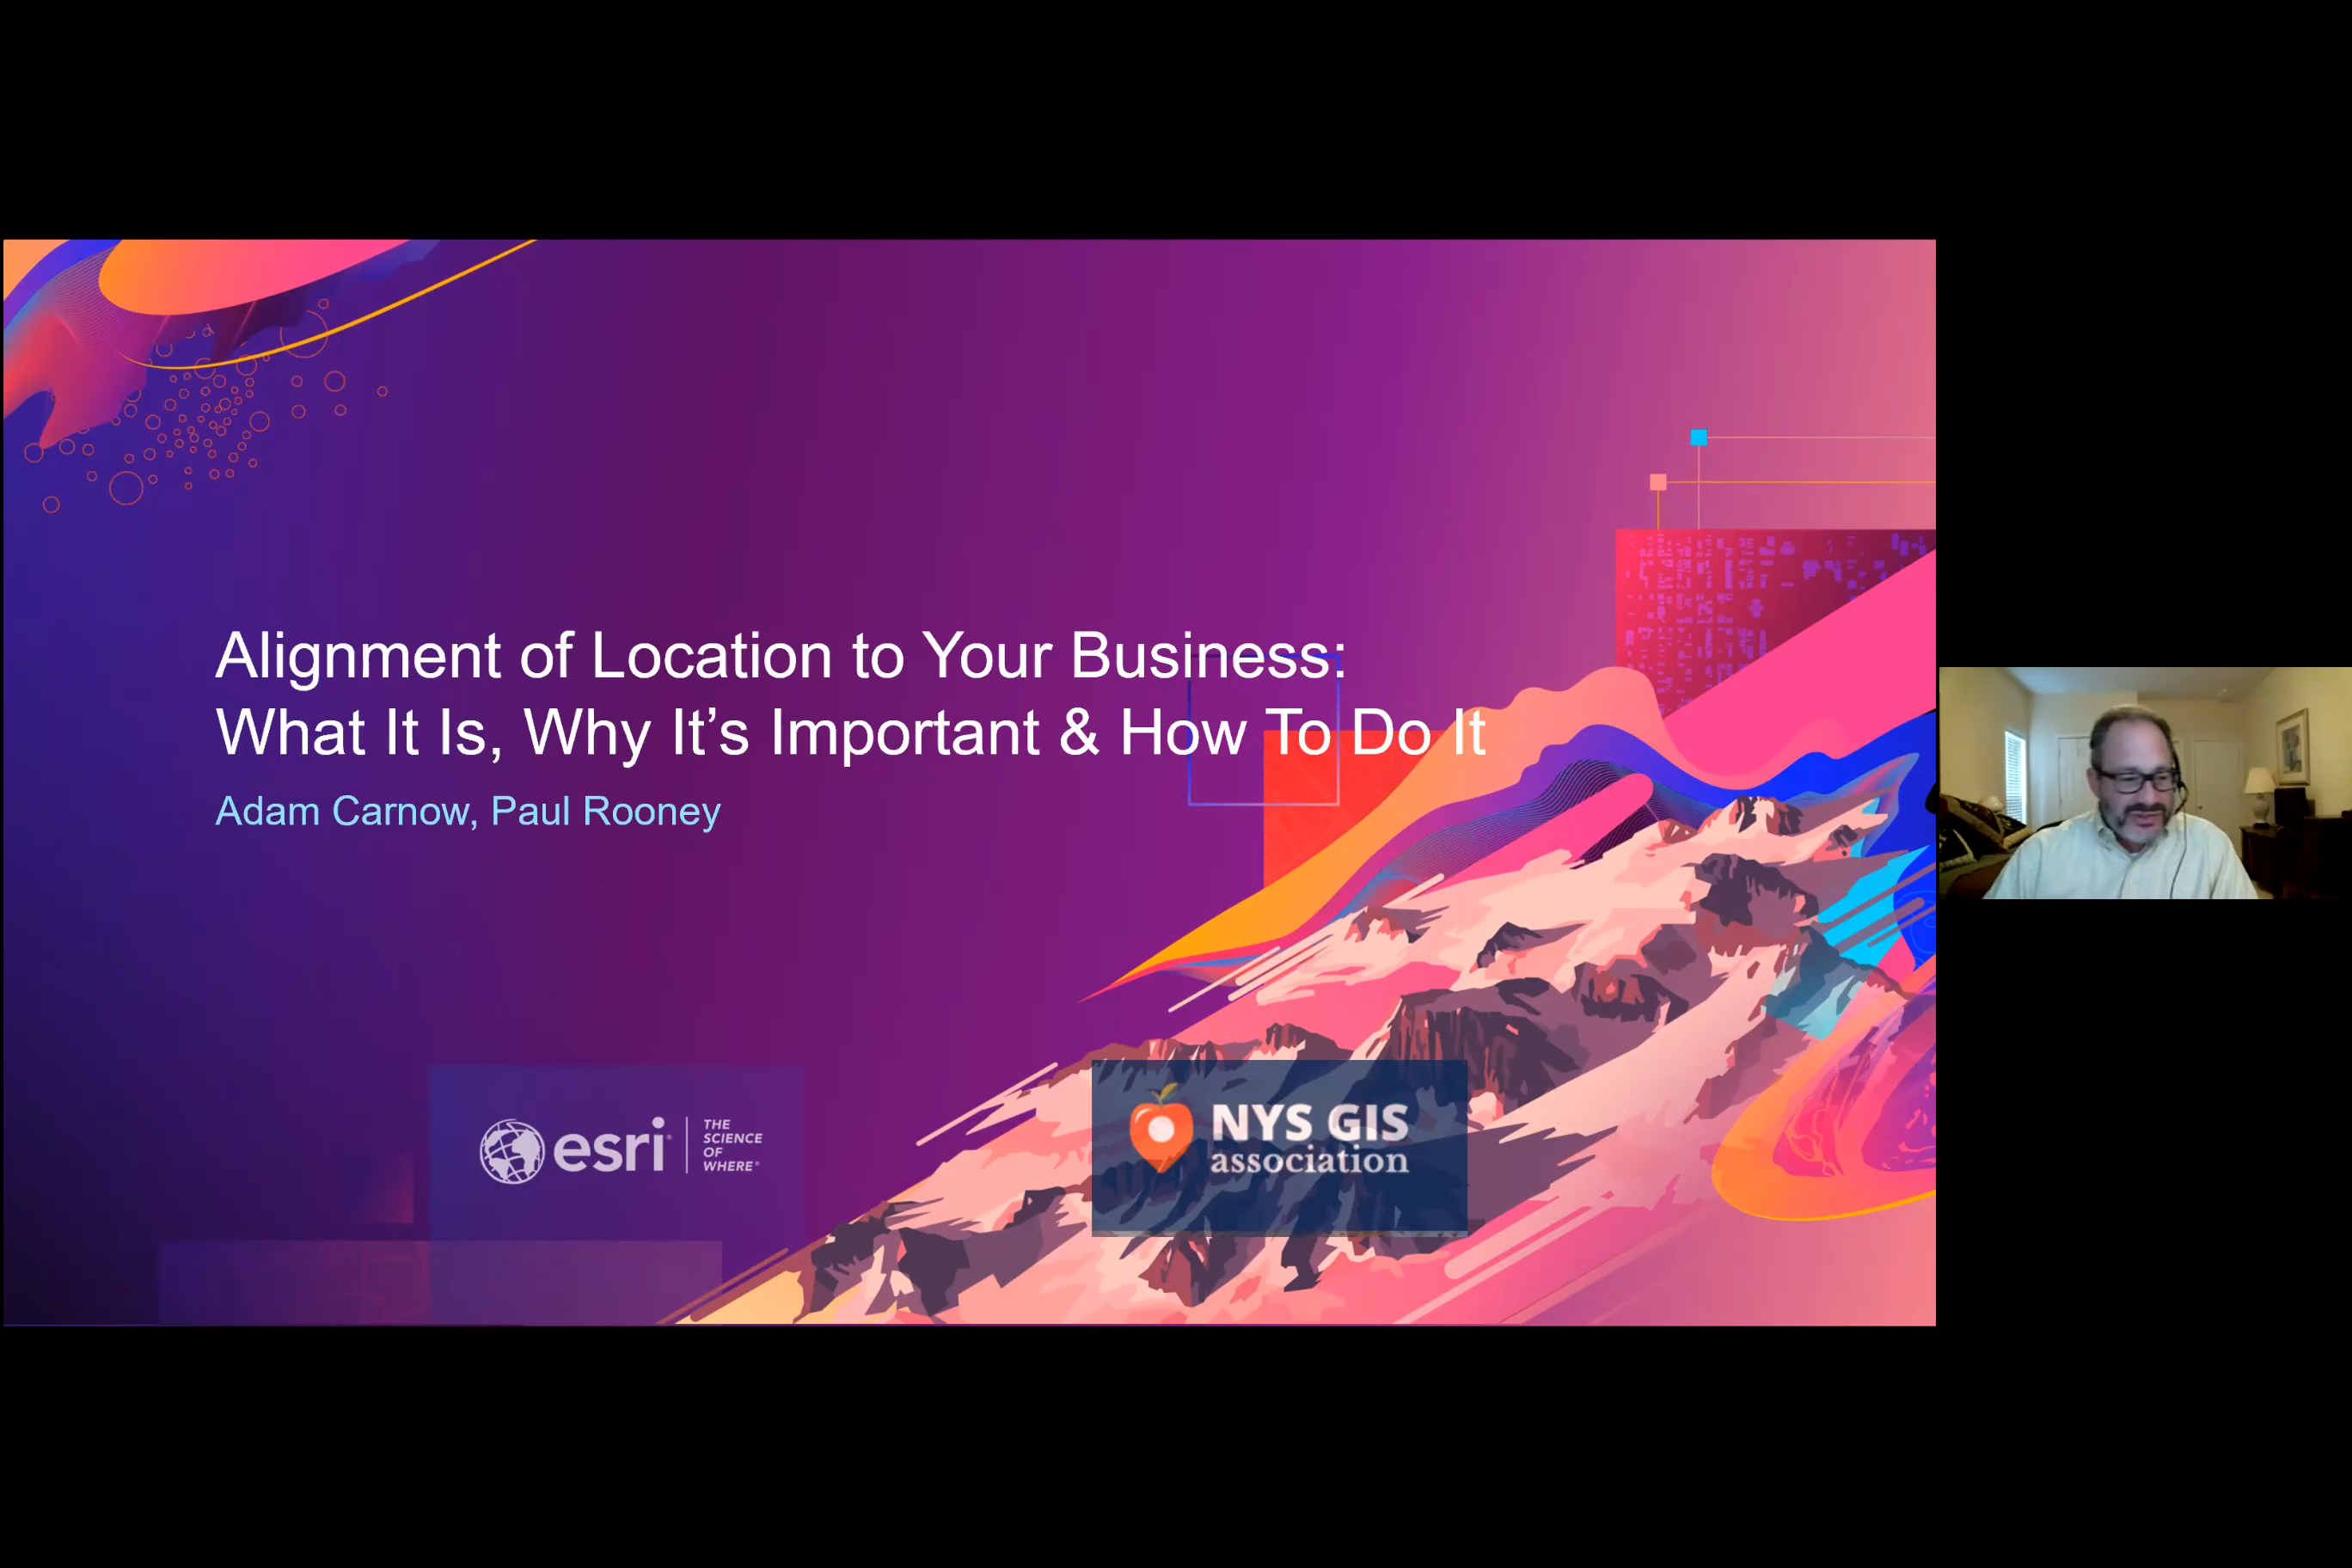 Alignment of Location to Your Business:
What It Is, Why It’s Important & How To Do It
Adam Carnow, Paul Rooney
esri
THE
SCIENCE
OF
WHERE®
NYS GIS
association